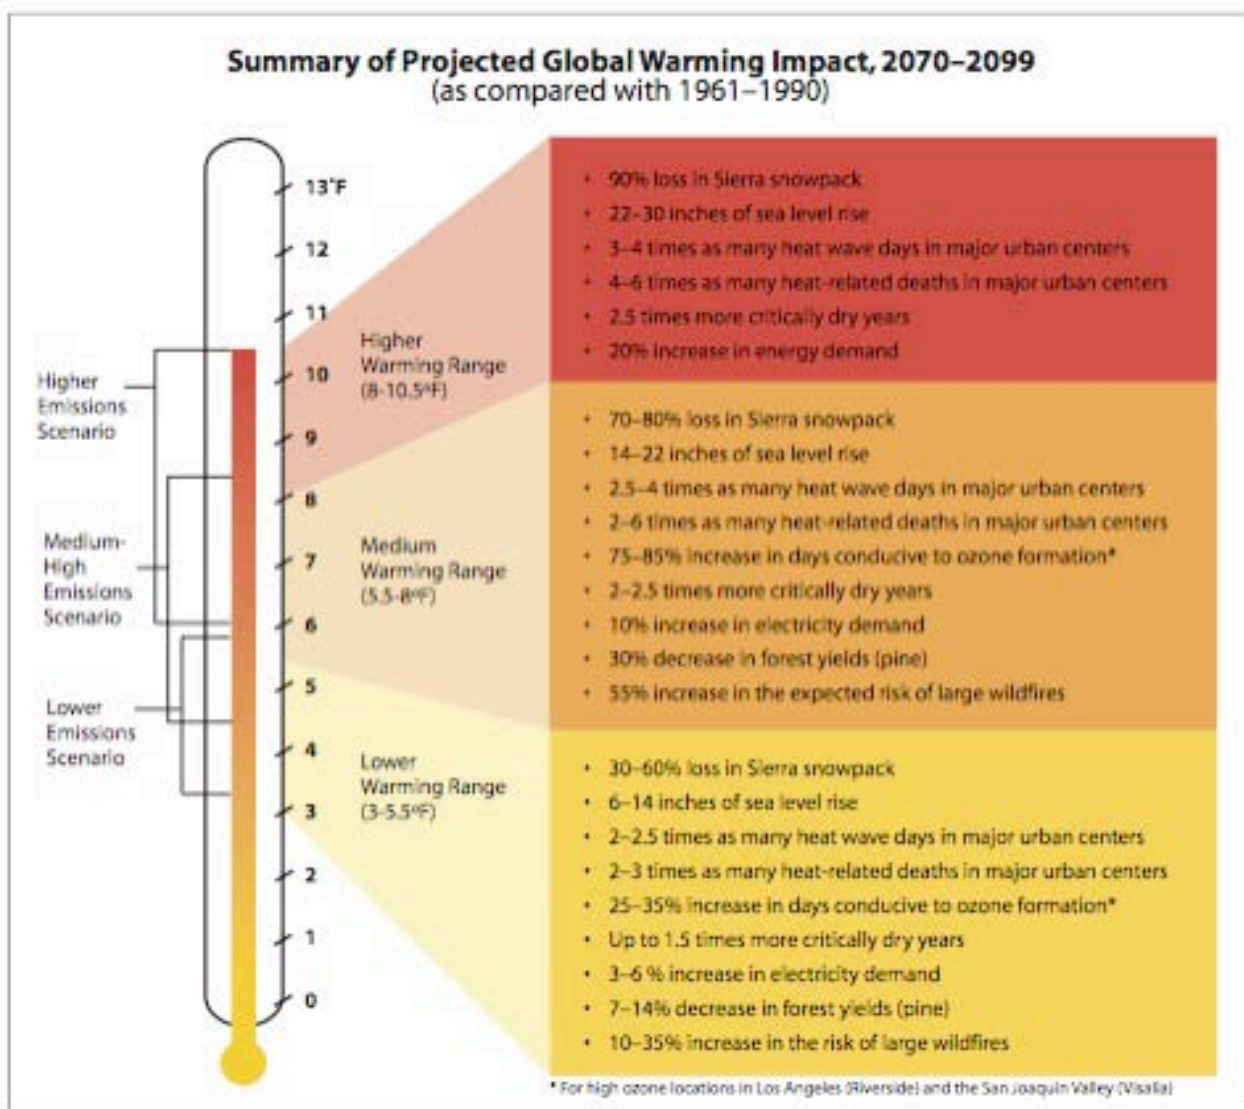 Summary of Projected Global Warming Impact, 2070–2099
(as compared with 1961–1990)
13°F
12
11
10
9
8
7
6
5
4
3
2
1
0
Higher
Emissions
Scenario
Medium-
High
Emissions
Scenario
Lower
Emissions
Scenario
Higher
Warming Range
(8-10.5ºF)
Medium
Warming Range
(5.5-8ºF)
Lower
Warming Range
(3-5.5ºF)
• 90% loss in Sierra snowpack
• 22–30 inches of sea level rise
• 3–4 times as many heat wave days in major urban centers
• 4–6 times as many heat-related deaths in major urban centers
• 2.5 times more critically dry years
• 20% increase in energy demand
• 70–80% loss in Sierra snowpack
• 14–22 inches of sea level rise
• 2.5–4 times as many heat wave days in major urban centers
• 2–6 times as many heat-related deaths in major urban centers
• 75–85% increase in days conducive to ozone formation*
• 2–2.5 times more critically dry years
• 10% increase in electricity demand
• 30% decrease in forest yields (pine)
• 55% increase in the expected risk of large wildfires
• 30–60% loss in Sierra snowpack
• 6–14 inches of sea level rise
• 2–2.5 times as many heat wave days in major urban centers
• 2–3 times as many heat-related deaths in major urban centers
• 25–35% increase in days conducive to ozone formation*
• Up to 1.5 times more critically dry years
• 3–6 % increase in electricity demand
• 7–14% decrease in forest yields (pine)
• 10–35% increase in the risk of large wildfires
* For high ozone locations in Los Angeles (Riverside) and the San Joaquin Valley (Visalia)